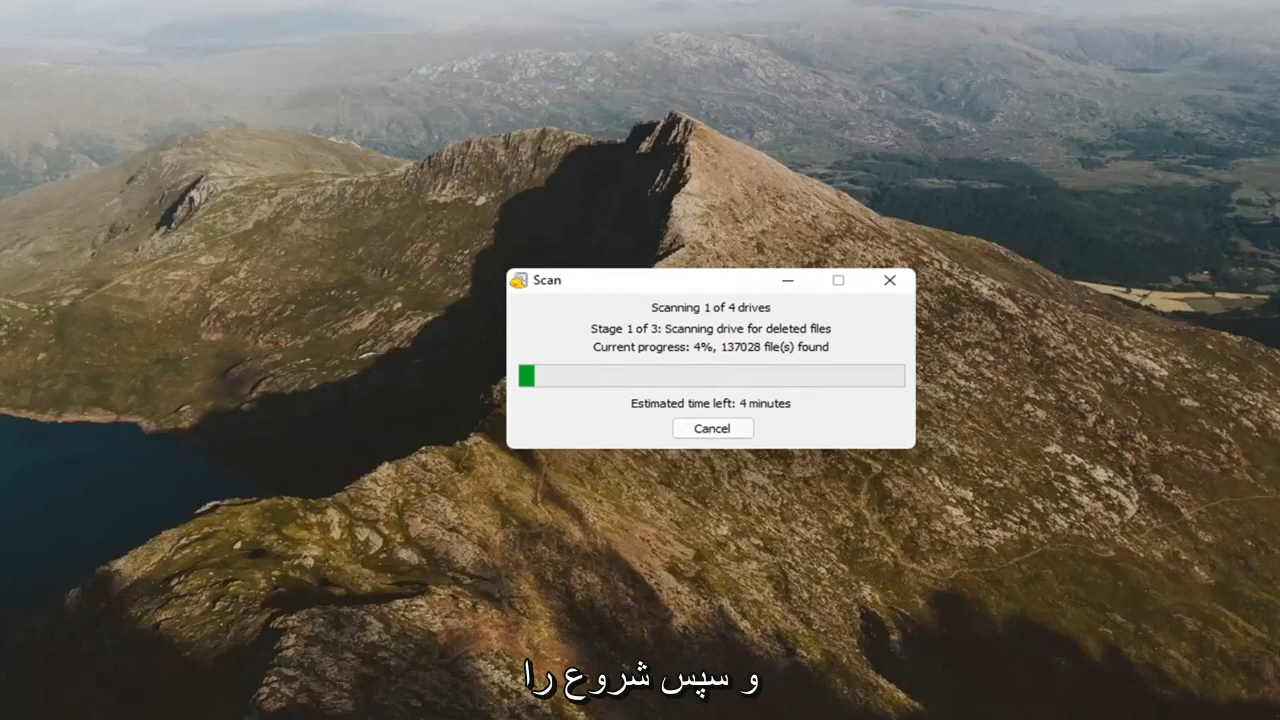 Scan
Scanning 1 of 4 drives
Stage 1 of 3: Scanning drive for deleted files
Current progress: 4%, 137028 file(s) found
Estimated time left: 4 minutes
Cancel
و سپس شروع را